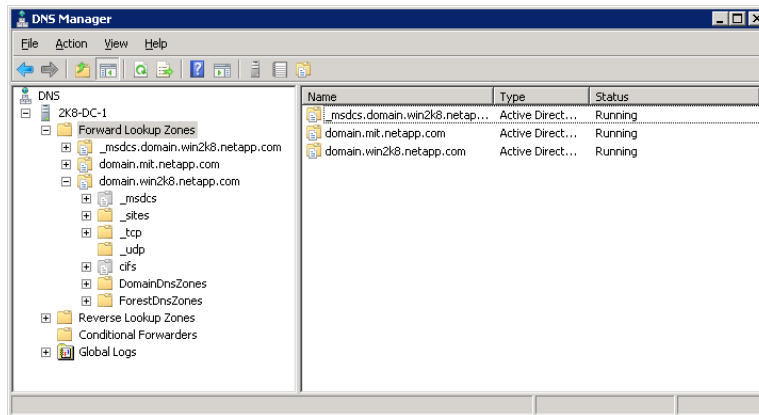 DNS Manager
File Action View Help
DNS
2K8-DC-1
Forward Lookup Zones
_msdcs.domain.win2k8.netapp.com
domain.mit.netapp.com
domain.win2k8.netapp.com
_msdcs
_sites
_tcp
_udp
cifs
DomainDnsZones
ForestDnsZones
Reverse Lookup Zones
Conditional Forwarders
Global Logs
Name Type Status
_msdcs.domain.win2k8.netap... Active Direct... Running
domain.mit.netapp.com Active Direct... Running
domain.win2k8.netapp.com Active Direct... Running